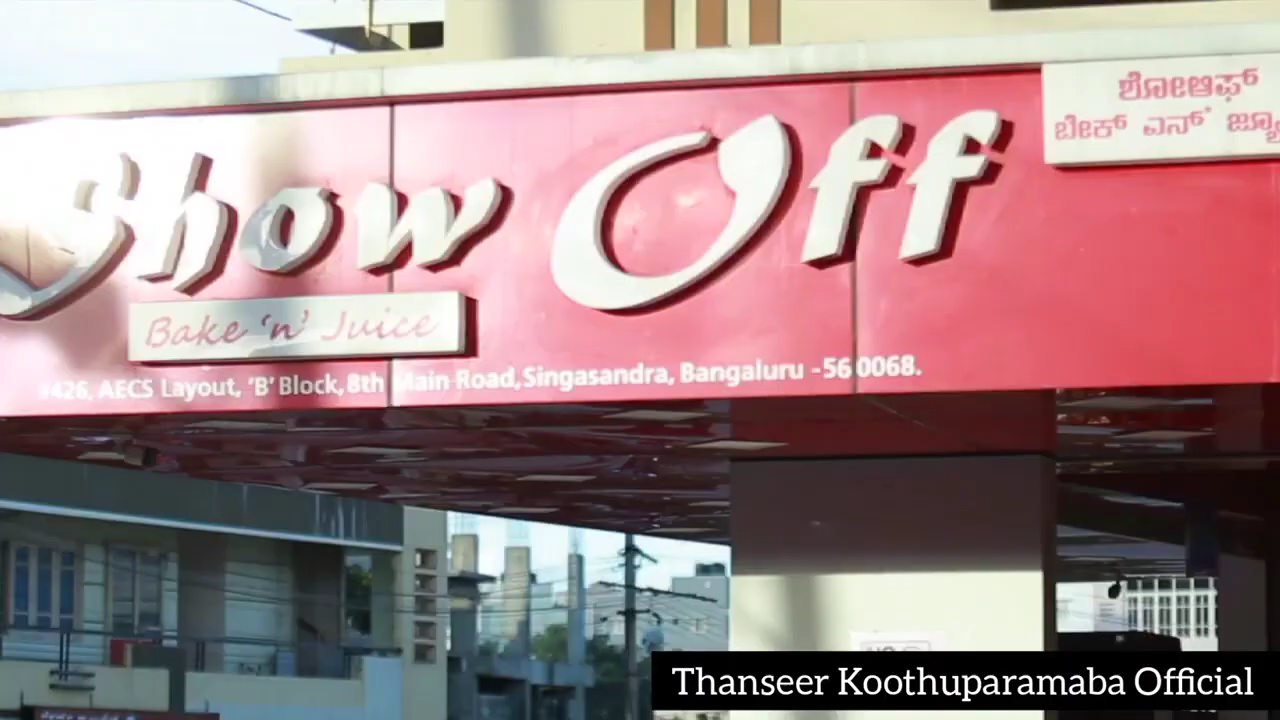 Show Off
ಶೋಆಫ್
ಬೇಕ್ ಎನ್'
Bake 'n' Juice
#426, AECS Layout, 'B' Block, 8th Main Road, Singasandra, Bangaluru - 56 0068.
Thanseer Koothuparamaba Official